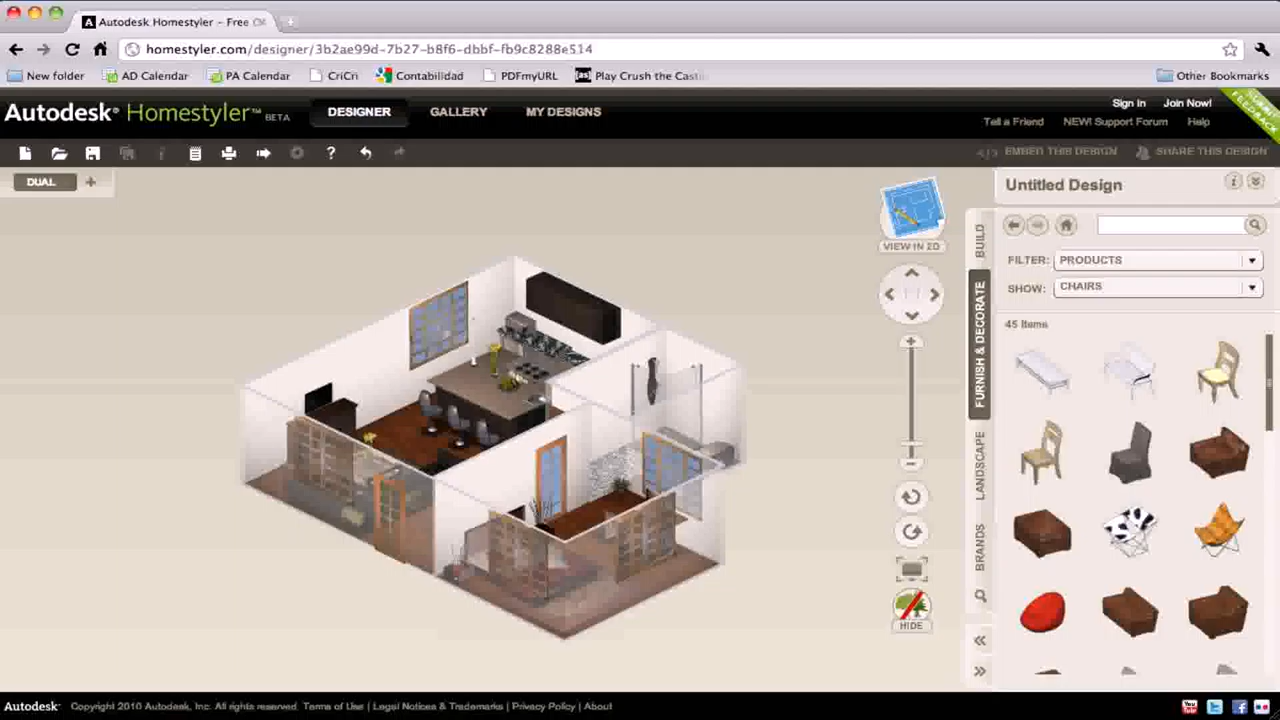 Autodesk Homestyler – Free
homestyler.com/designer/3b2ae99d-7b27-b8f6-dbbf-fb9c8288e514
New folder AD Calendar PA Calendar CriCri Contabilidad PDFmyURL Play Crush the Casti Other Bookmarks
Autodesk® Homestyler™ BETA DESIGNER GALLERY MY DESIGNS
Sign In Join Now!
Tell a Friend NEW! Support Forum Help
FEEDBACK
EMBED THIS DESIGN SHARE THIS DESIGN
DUAL
Untitled Design
VIEW IN 2D
BUILD
FURNISH & DECORATE
LANDSCAPE
BRANDS
FILTER: PRODUCTS
SHOW: CHAIRS
45 Items
HIDE
Autodesk® Copyright 2010 Autodesk, Inc. All rights reserved. Terms of Use | Legal Notices & Trademarks | Privacy Policy | About
You Tube